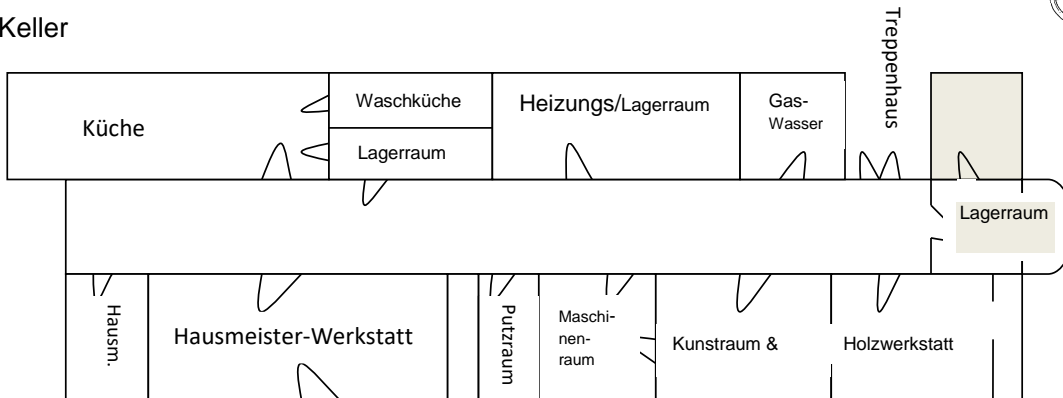 Keller
Treppenhaus
Küche
Waschküche
Lagerraum
Heizungs/Lagerraum
Gas-
Wasser
Lagerraum
Hausm.
Hausmeister-Werkstatt
Putzraum
Maschi-
nen-
raum
Kunstraum &
Holzwerkstatt